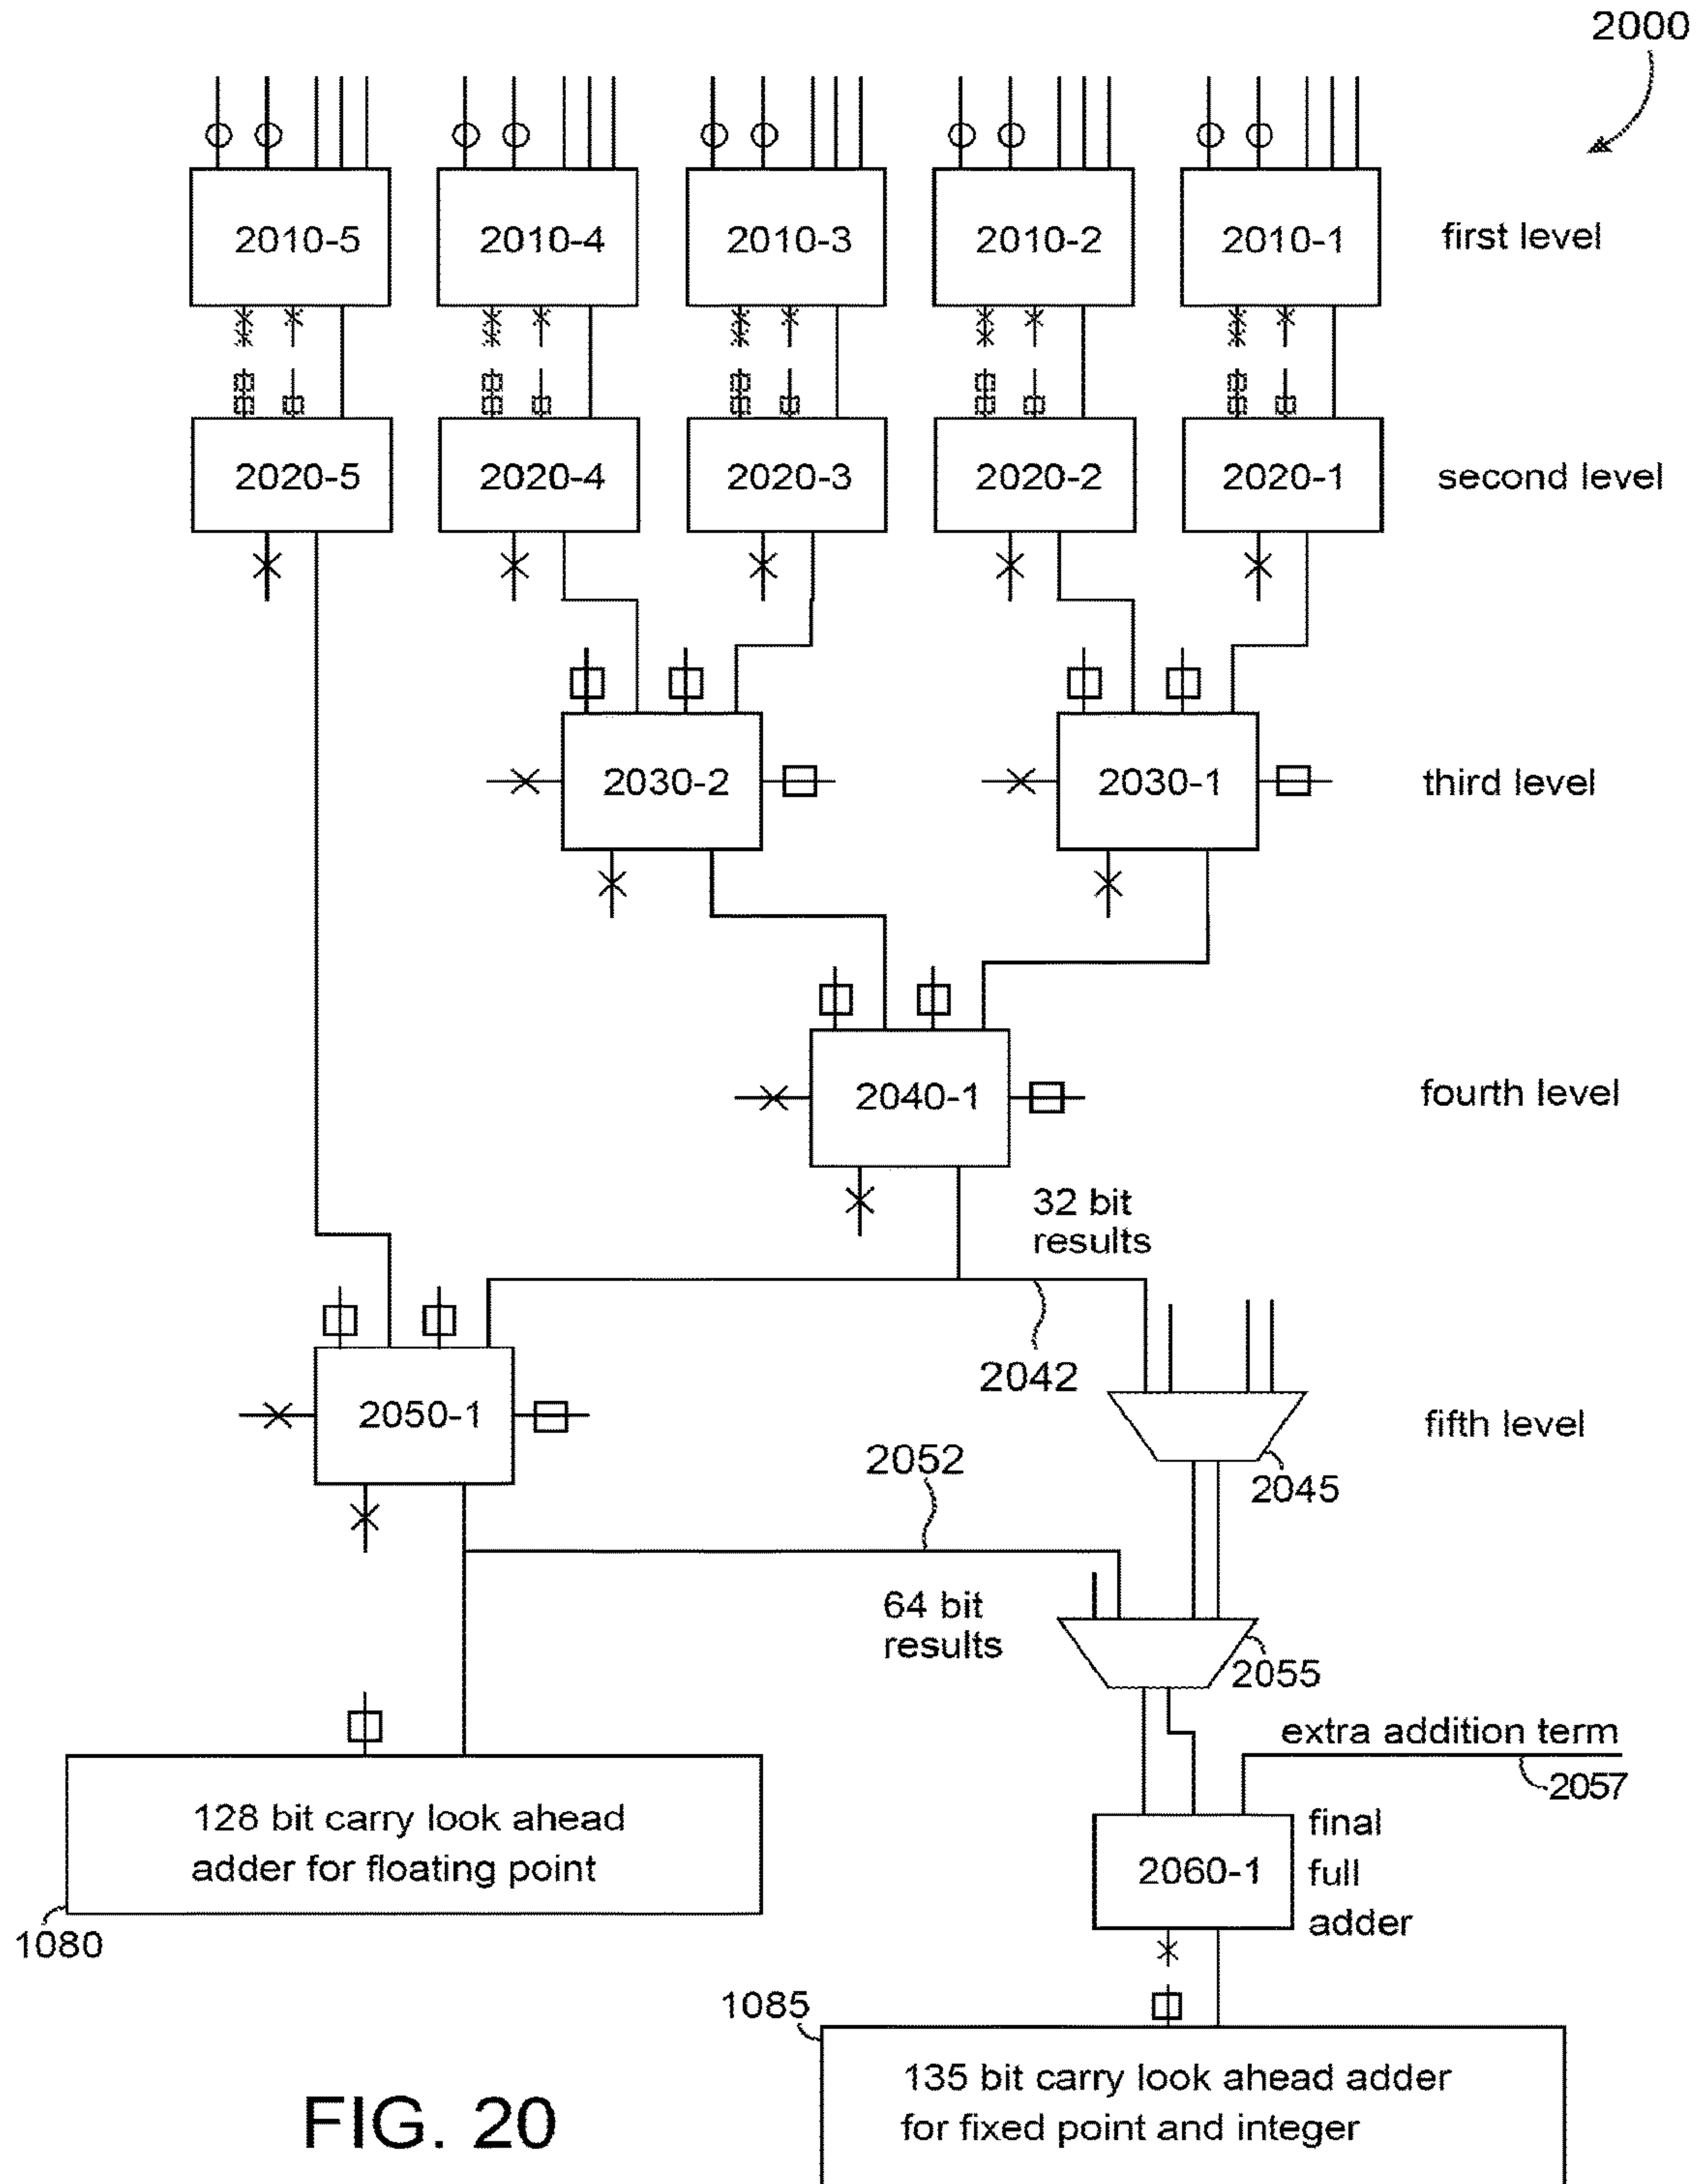 2000
2010-5 2010-4 2010-3 2010-2 2010-1 first level
2020-5 2020-4 2020-3 2020-2 2020-1 second level
2030-2 2030-1 third level
2040-1 fourth level
32 bit
results
2042
2050-1 fifth level
2052
2045
64 bit
results
2055
extra addition term
2057
128 bit carry look ahead
adder for floating point
1080
2060-1
final
full
adder
1085
135 bit carry look ahead adder
for fixed point and integer
FIG. 20